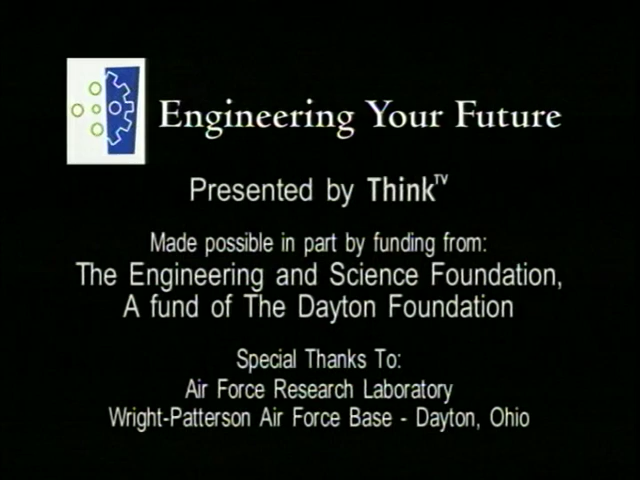 Engineering Your Future
Presented by ThinkTV
Made possible in part by funding from:
The Engineering and Science Foundation,
A fund of The Dayton Foundation
Special Thanks To:
Air Force Research Laboratory
Wright-Patterson Air Force Base - Dayton, Ohio